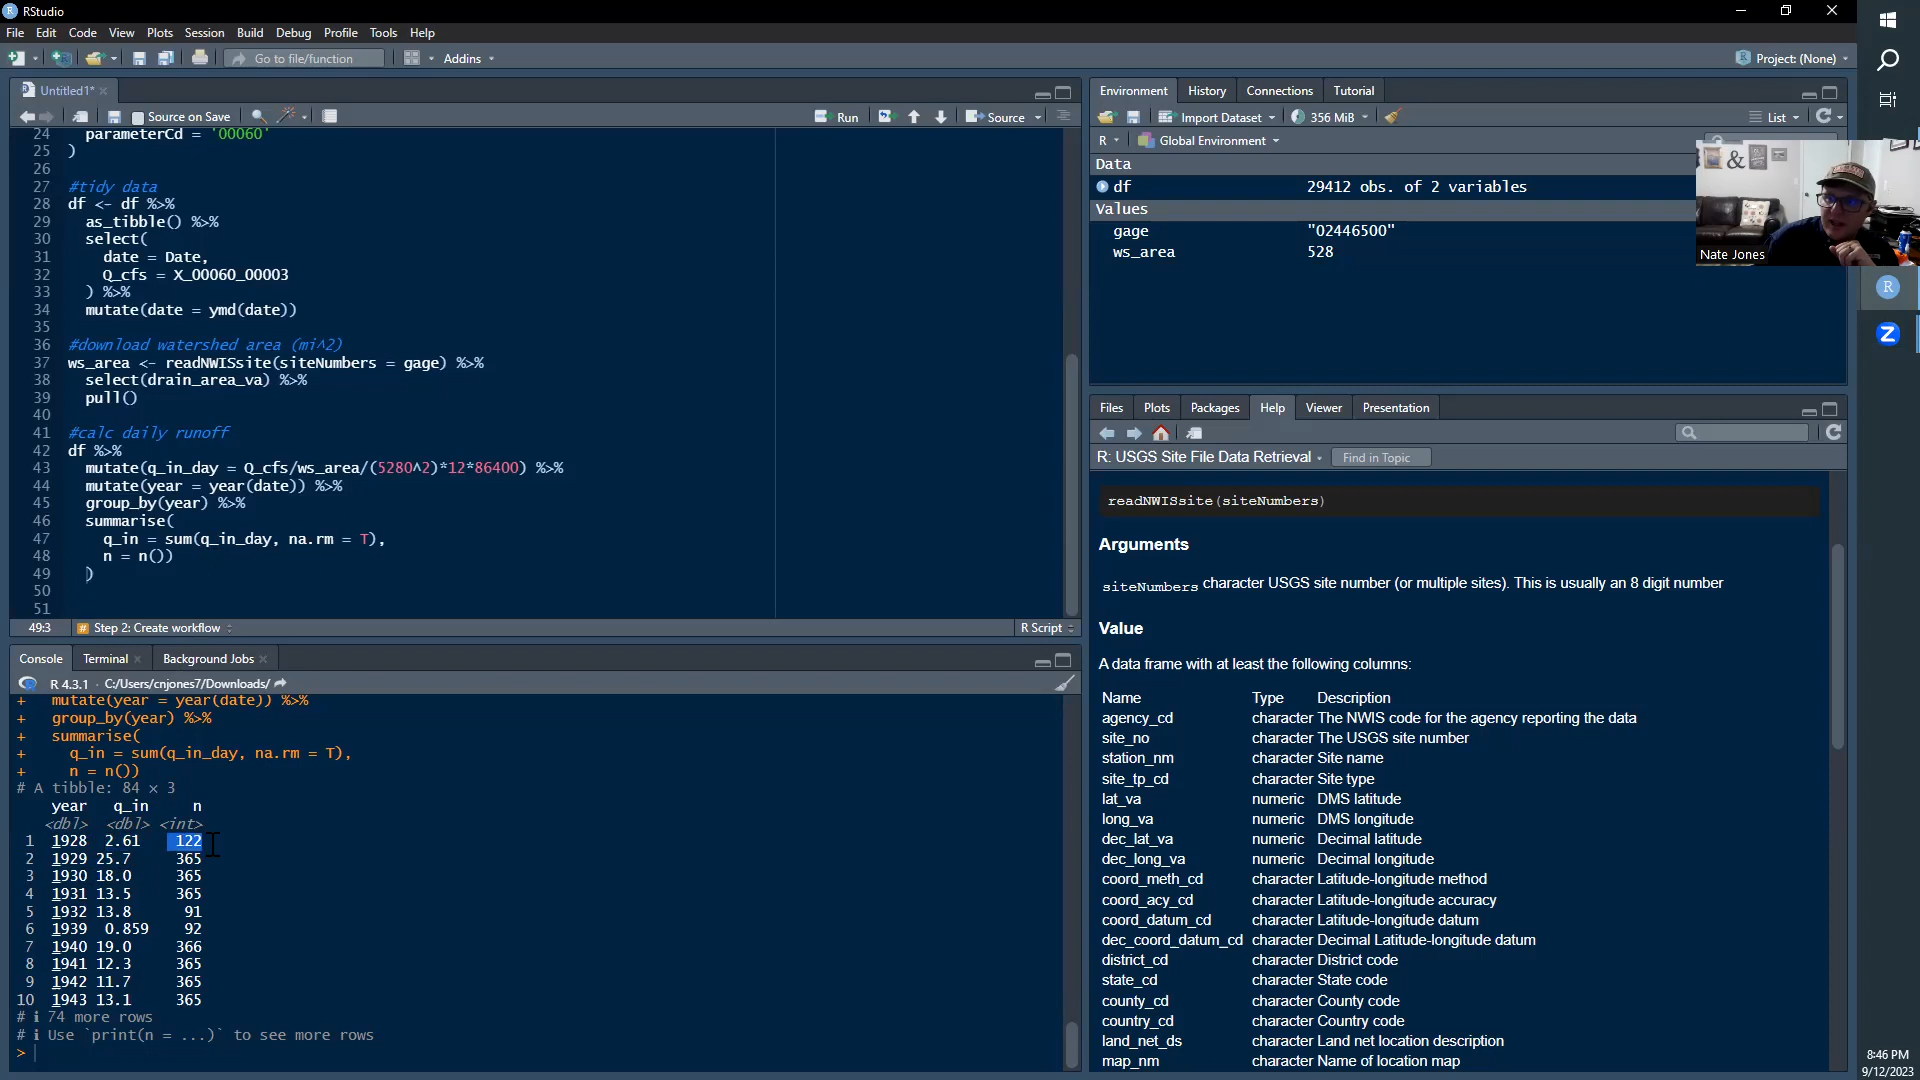 RStudio
File Edit Code View Plots Session Build Debug Profile Tools Help
Go to file/function
Addins
Project: (None)
Untitled1*
Source on Save
Run
Source
24 parameterCd = '00060'
25 )
26
27 #tidy data
28 df <- df %>%
29 as_tibble() %>%
30 select(
31 date = Date,
32 Q_cfs = X_00060_00003
33 ) %>%
34 mutate(date = ymd(date))
35
36 #download watershed area (mi^2)
37 ws_area <- readNWISsite(siteNumbers = gage) %>%
38 select(drain_area_va) %>%
39 pull()
40
41 #calc daily runoff
42 df %>%
43 mutate(q_in_day = Q_cfs/ws_area/(5280^2)*12*86400) %>%
44 mutate(year = year(date)) %>%
45 group_by(year) %>%
46 summarise(
47 q_in = sum(q_in_day, na.rm = T),
48 n = n())
49 )
50
51
49:3 # Step 2: Create workflow R Script
Console Terminal Background Jobs
R 4.3.1 · C:/Users/cnjones7/Downloads/
+ mutate(year = year(date)) %>%
+ group_by(year) %>%
+ summarise(
+ q_in = sum(q_in_day, na.rm = T),
+ n = n())
# A tibble: 84 × 3
year q_in n
<dbl> <dbl> <int>
1 1928 2.61 122
2 1929 25.7 365
3 1930 18.0 365
4 1931 13.5 365
5 1932 13.8 91
6 1939 0.859 92
7 1940 19.0 366
8 1941 12.3 365
9 1942 11.7 365
10 1943 13.1 365
# ℹ 74 more rows
# ℹ Use `print(n = ...)` to see more rows
>
Environment History Connections Tutorial
Import Dataset 356 MiB List
R Global Environment
Data
df 29412 obs. of 2 variables
Values
gage "02446500"
ws_area 528
&
Nate Jones
Files Plots Packages Help Viewer Presentation
R: USGS Site File Data Retrieval Find in Topic
readNWISsite(siteNumbers)
Arguments
siteNumbers character USGS site number (or multiple sites). This is usually an 8 digit number
Value
A data frame with at least the following columns:
Name Type Description
agency_cd character The NWIS code for the agency reporting the data
site_no character The USGS site number
station_nm character Site name
site_tp_cd character Site type
lat_va numeric DMS latitude
long_va numeric DMS longitude
dec_lat_va numeric Decimal latitude
dec_long_va numeric Decimal longitude
coord_meth_cd character Latitude-longitude method
coord_acy_cd character Latitude-longitude accuracy
coord_datum_cd character Latitude-longitude datum
dec_coord_datum_cd character Decimal Latitude-longitude datum
district_cd character District code
state_cd character State code
county_cd character County code
country_cd character Country code
land_net_ds character Land net location description
map_nm character Name of location map
R
Z
8:46 PM
9/12/2023